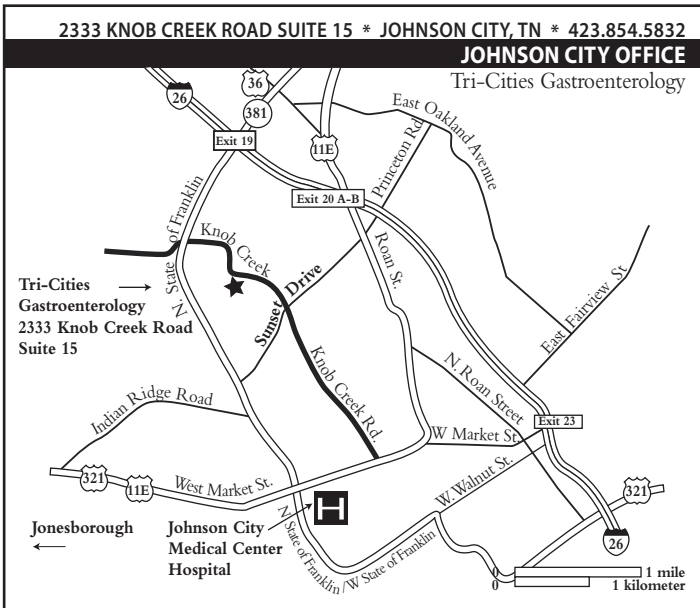 2333 KNOB CREEK ROAD SUITE 15 * JOHNSON CITY, TN * 423.854.5832
JOHNSON CITY OFFICE
Tri-Cities Gastroenterology
26
36
381
Exit 19
11E
East Oakland Avenue
Princeton Rd.
Exit 20 A-B
N. State of Franklin
Knob Creek
Roan St.
Sunset Drive
Tri-Cities
Gastroenterology
2333 Knob Creek Road
Suite 15
East Fairview St
Knob Creek Rd.
N. Roan Street
Indian Ridge Road
Exit 23
W Market St.
321
11E
West Market St.
W. Walnut St.
321
Jonesborough
Johnson City
Medical Center
Hospital
H
N. State of Franklin / W State of Franklin
26
0 1 mile
0 1 kilometer